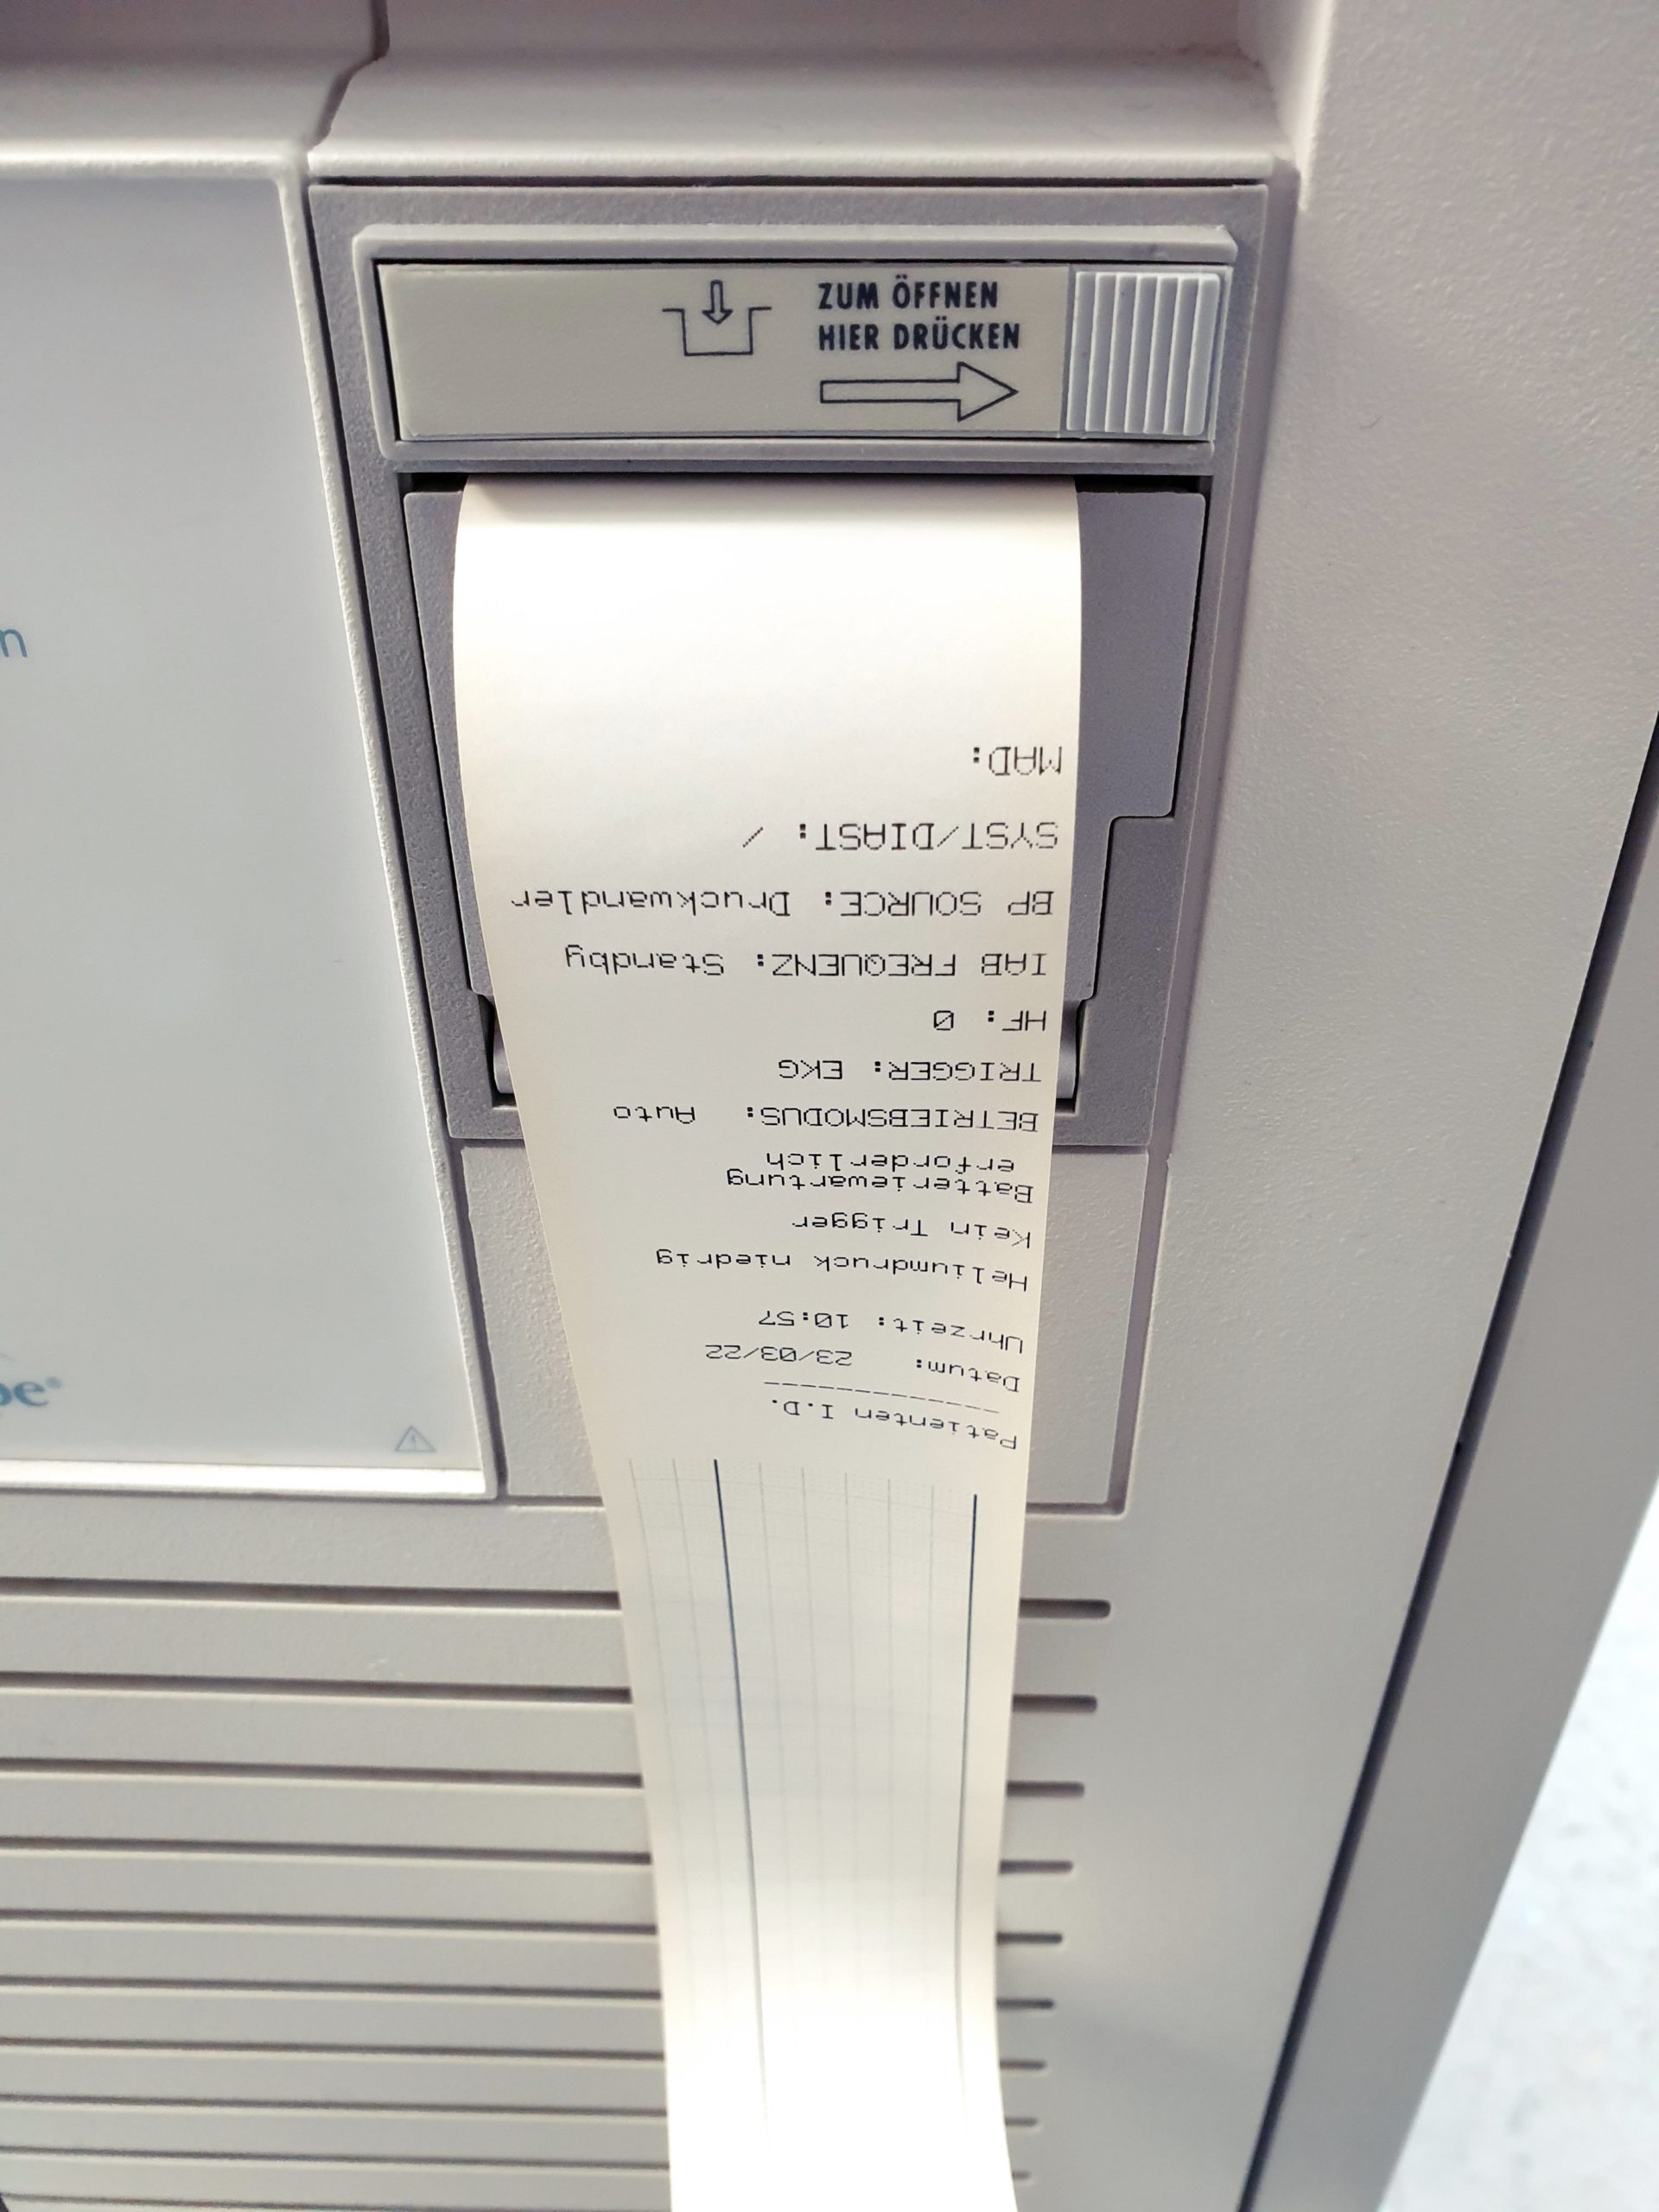 ZUM ÖFFNEN
HIER DRÜCKEN
Patienten I.D.
Datum: 23/03/22
Uhrzeit: 10:57
Heliumdruck niedrig
Kein Trigger
Batteriewartung
erforderlich
BETRIEBSMODUS: Auto
TRIGGER: EKG
HF: 0
IAB FREQUENZ: Standby
BP SOURCE: Druckwandler
SYST/DIAST: /
MAD: